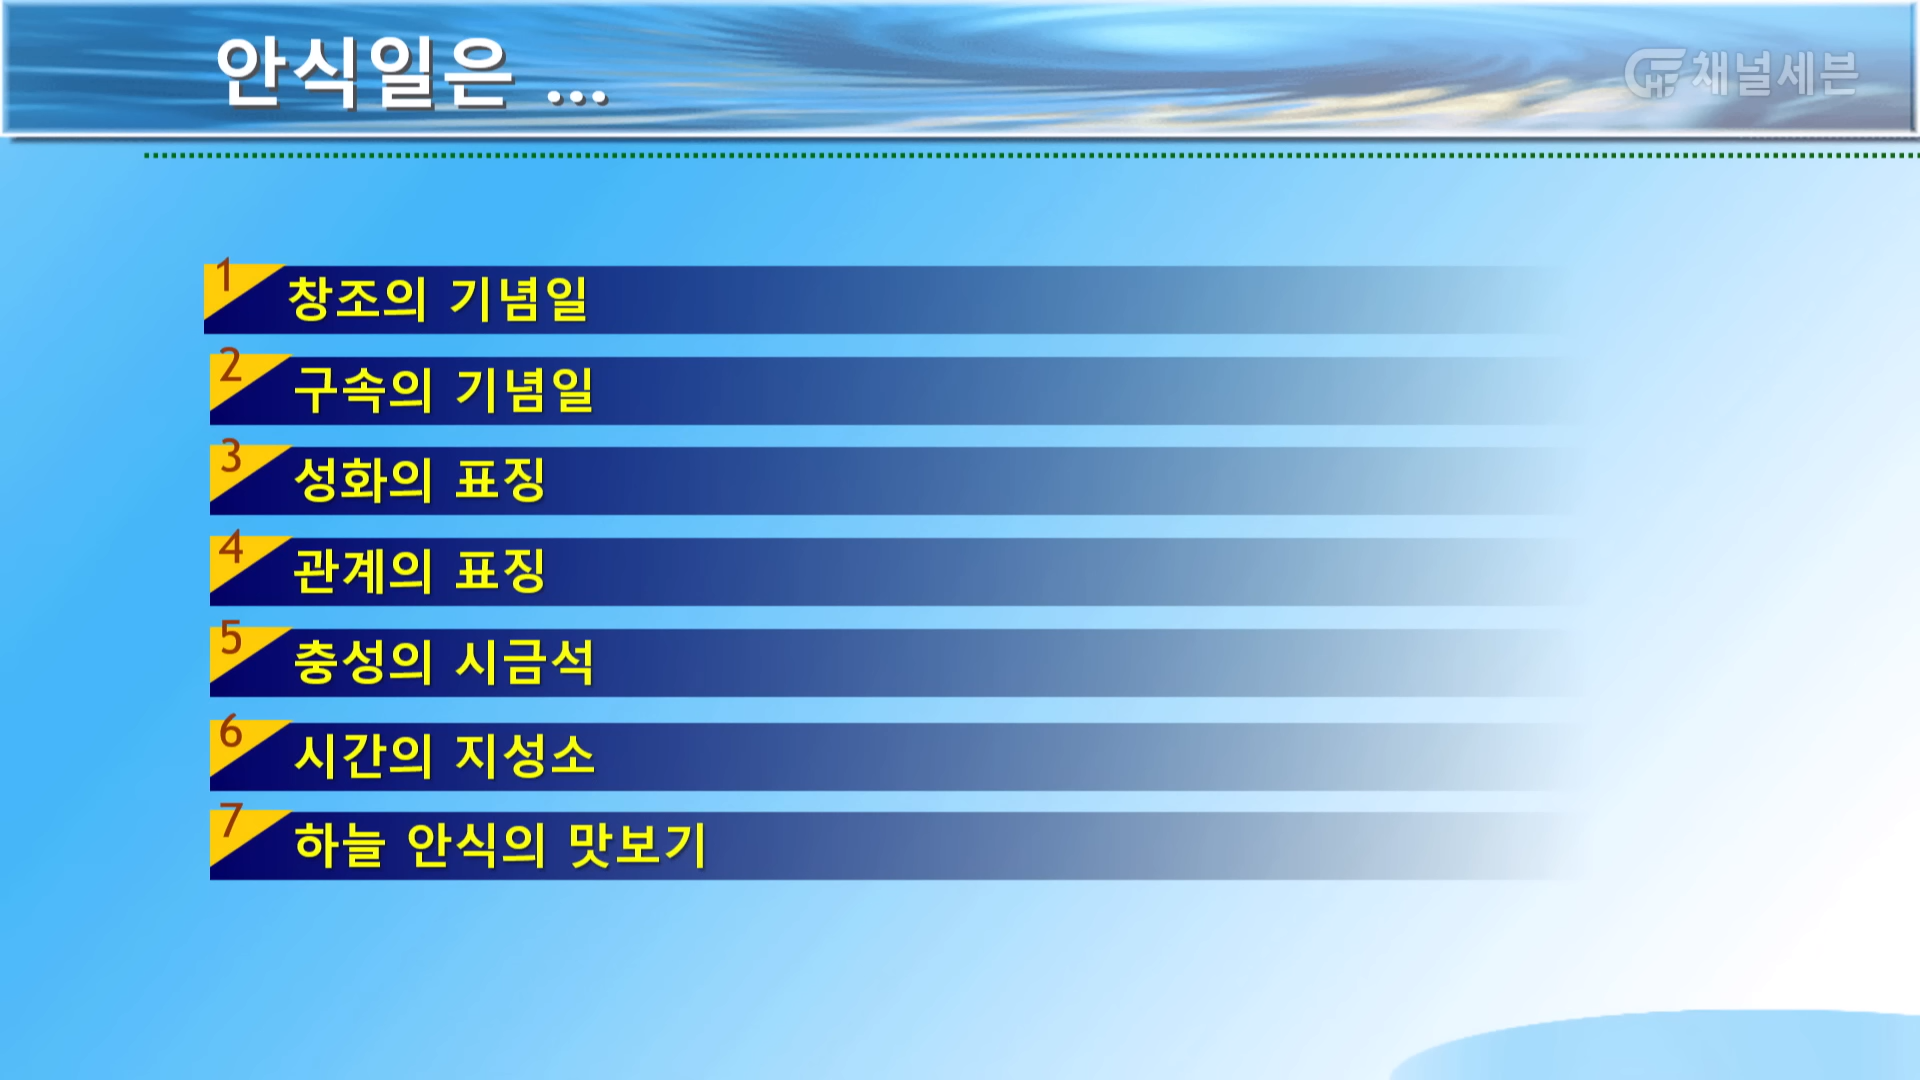 안식일은 ...
CH7 채널세븐
1 창조의 기념일
2 구속의 기념일
3 성화의 표징
4 관계의 표징
5 충성의 시금석
6 시간의 지성소
7 하늘 안식의 맛보기